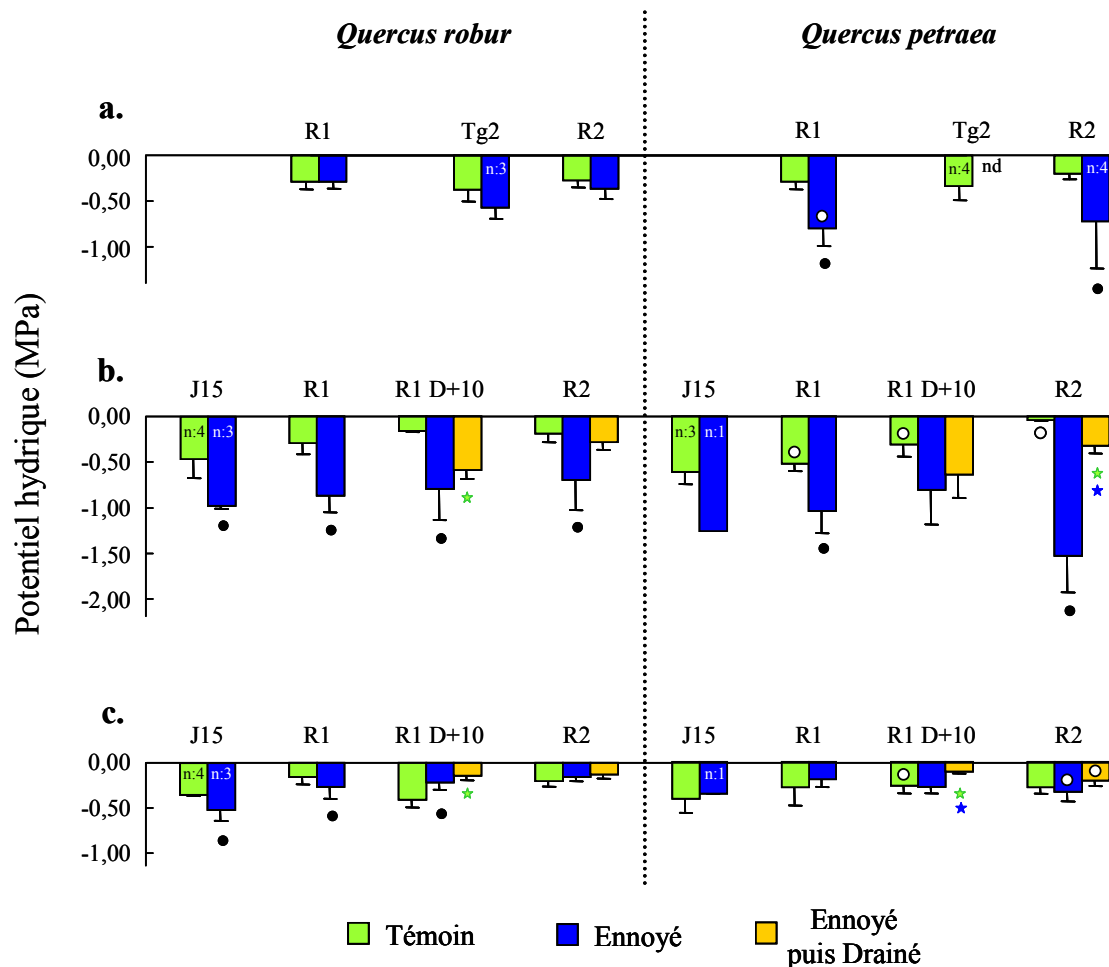 Quercus robur
Quercus petraea
a.
R1
Tg2
R2
R1
Tg2
R2
0,00
-0,50
-1,00
n:3
n:4
nd
n:4
Potentiel hydrique (MPa)
b.
J15
R1
R1 D+10
R2
J15
R1
R1 D+10
R2
0,00
-0,50
-1,00
-1,50
-2,00
n:4
n:3
n:3
n:1
c.
J15
R1
R1 D+10
R2
J15
R1
R1 D+10
R2
0,00
-0,50
-1,00
n:4
n:3
n:1
Témoin
Ennoyé
Ennoyé
puis Drainé